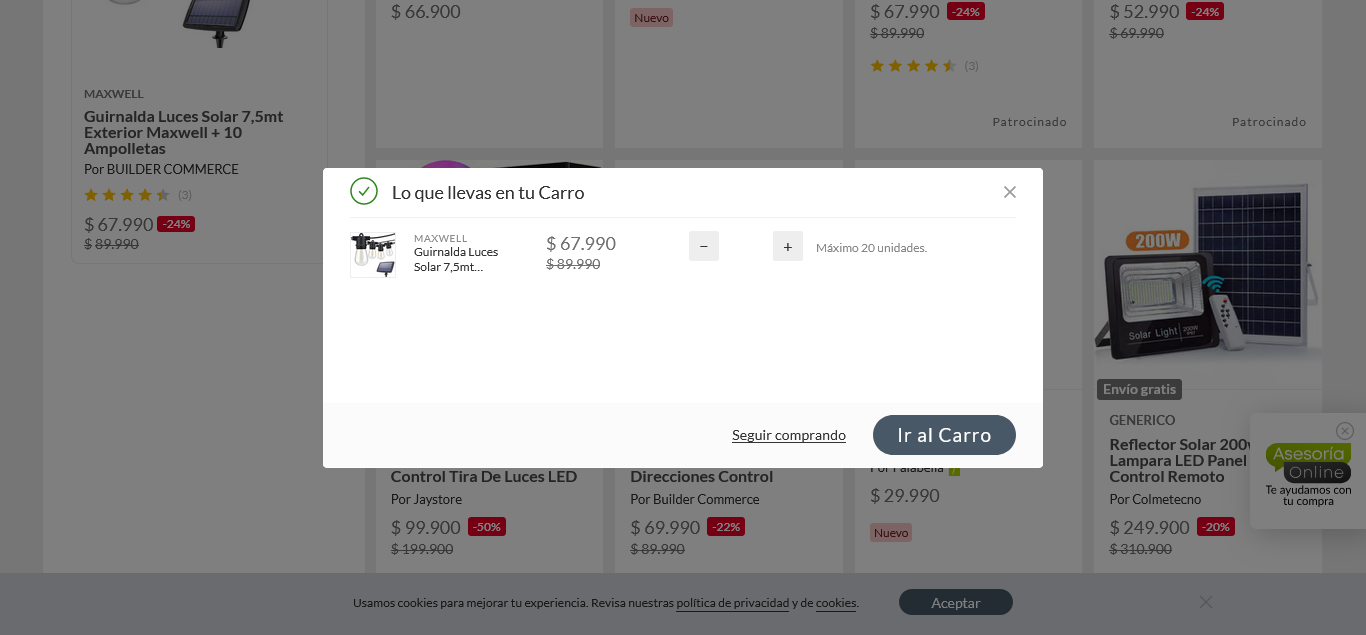 $ 66.900
Nuevo
$ 67.990 -24%
$ 89.990
(3)
Patrocinado
$ 52.990 -24%
$ 69.990
Patrocinado
MAXWELL
Guirnalda Luces Solar 7,5mt
Exterior Maxwell + 10
Ampolletas
Por BUILDER COMMERCE
(3)
$ 67.990 -24%
$ 89.990
Lo que llevas en tu Carro
MAXWELL
Guirnalda Luces
Solar 7,5mt...
$ 67.990
$ 89.990
−
+
Máximo 20 unidades.
Seguir comprando
Ir al Carro
200W
Solar Light 200W
Envío gratis
GENERICO
Reflector Solar 200w
Lampara LED Panel
Control Remoto
Por Colmetecno
$ 249.900 -20%
$ 310.900
Control Tira De Luces LED
Por Jaystore
$ 99.900 -50%
$ 199.900
Direcciones Control
Por Builder Commerce
$ 69.990 -22%
$ 89.990
Por Falabella
$ 29.990
Nuevo
Asesoría
Online
Te ayudamos con
tu compra
Usamos cookies para mejorar tu experiencia. Revisa nuestras política de privacidad y de cookies.
Aceptar